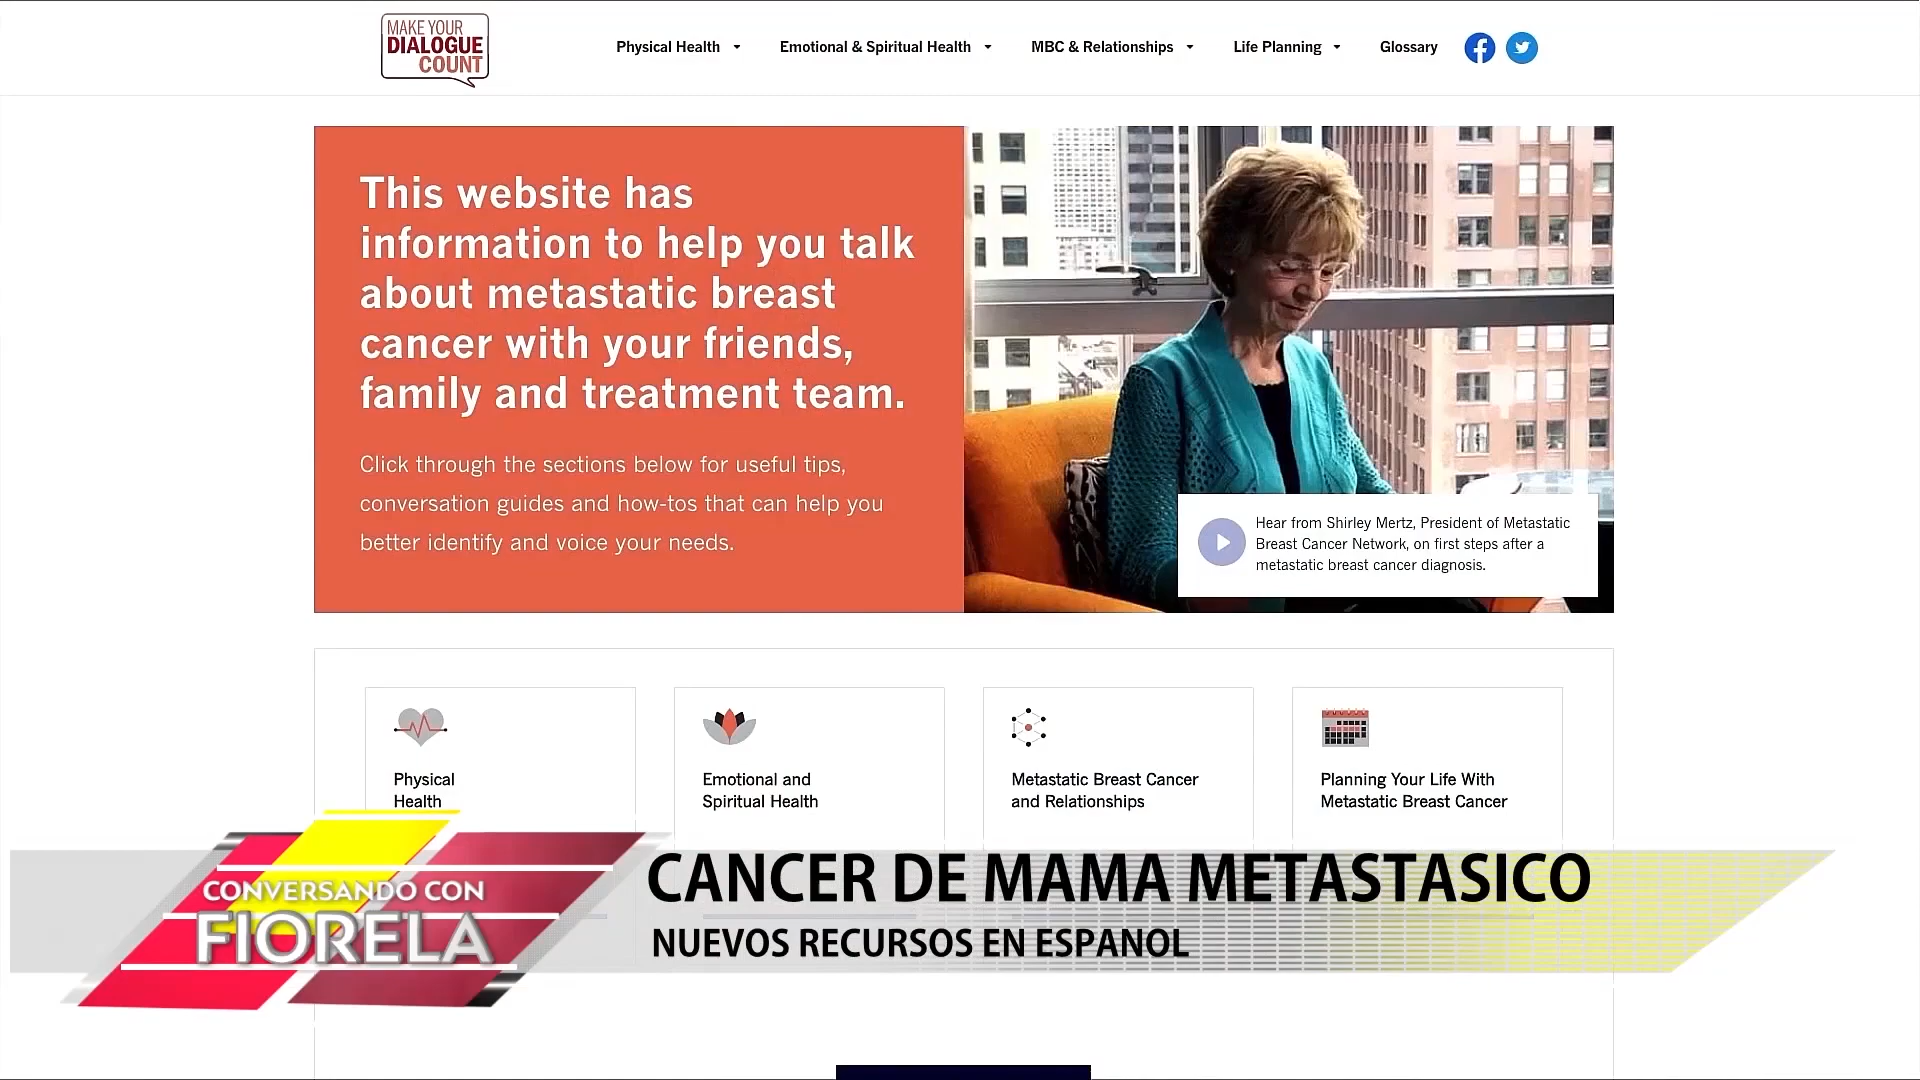 MAKE YOUR
DIALOGUE
COUNT
Physical Health
Emotional & Spiritual Health
MBC & Relationships
Life Planning
Glossary
This website has
information to help you talk
about metastatic breast
cancer with your friends,
family and treatment team.
Click through the sections below for useful tips,
conversation guides and how-tos that can help you
better identify and voice your needs.
Hear from Shirley Mertz, President of Metastatic
Breast Cancer Network, on first steps after a
metastatic breast cancer diagnosis.
Physical
Health
Emotional and
Spiritual Health
Metastatic Breast Cancer
and Relationships
Planning Your Life With
Metastatic Breast Cancer
CONVERSANDO CON
FIORELA
CANCER DE MAMA METASTASICO
NUEVOS RECURSOS EN ESPANOL